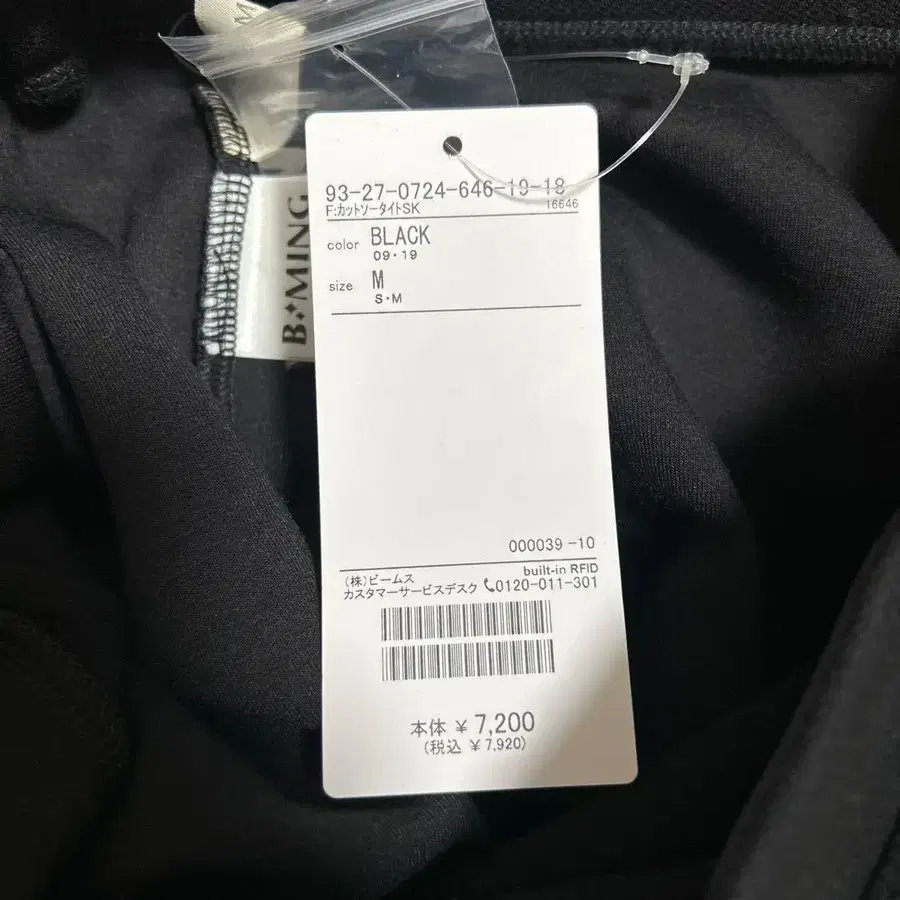 M
B:MING
93-27-0724-646-19-18
F:カットソータイトSK 16646
color BLACK
09・19
size M
S・M
000039 -10
built-in RFID
(株)ビームス
カスタマーサービスデスク 0120-011-301
本体 ¥ 7,200
(税込 ¥ 7,920)